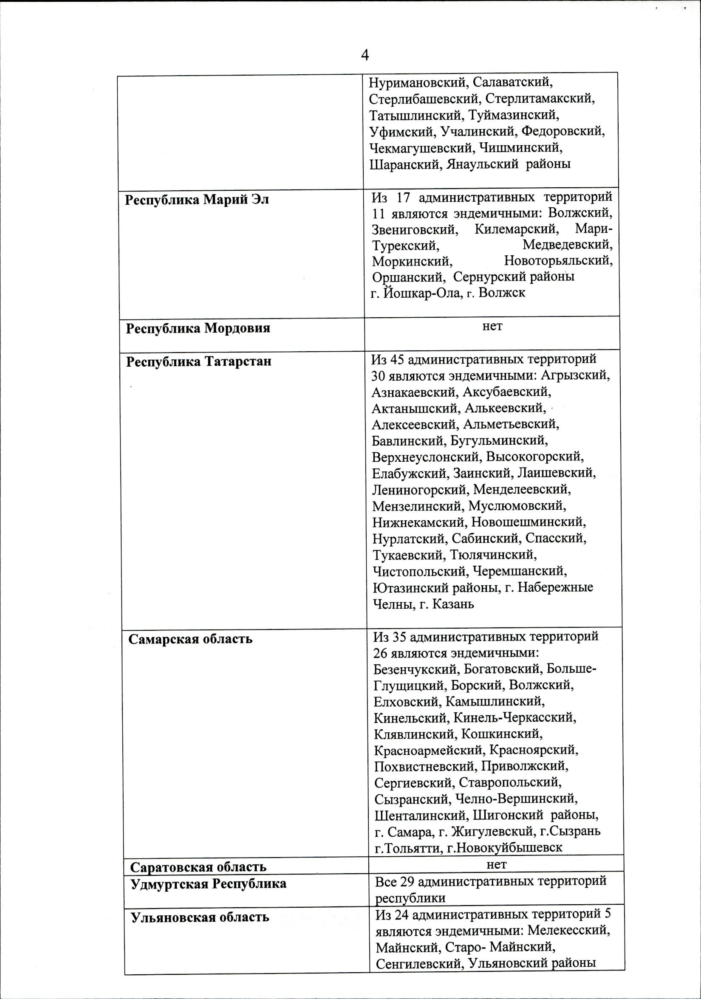 4
Нуримановский, Салаватский,
Стерлибашевский, Стерлитамакский,
Татышлинский, Туймазинский,
Уфимский, Учалинский, Федоровский,
Чекмагушевский, Чишминский,
Шаранский, Янаульский районы
Республика Марий Эл
Из 17 административных территорий
11 являются эндемичными: Волжский,
Звениговский, Килемарский, Мари-
Турекский, Медведевский,
Моркинский, Новоторьяльский,
Оршанский, Сернурский районы
г. Йошкар-Ола, г. Волжск
Республика Мордовия
нет
Республика Татарстан
Из 45 административных территорий
30 являются эндемичными: Агрызский,
Азнакаевский, Аксубаевский,
Актанышский, Алькеевский,
Алексеевский, Альметьевский,
Бавлинский, Бугульминский,
Верхнеуслонский, Высокогорский,
Елабужский, Заинский, Лаишевский,
Лениногорский, Менделеевский,
Мензелинский, Муслюмовский,
Нижнекамский, Новошешминский,
Нурлатский, Сабинский, Спасский,
Тукаевский, Тюлячинский,
Чистопольский, Черемшанский,
Ютазинский районы, г. Набережные
Челны, г. Казань
Самарская область
Из 35 административных территорий
26 являются эндемичными:
Безенчукский, Богатовский, Больше-
Глущицкий, Борский, Волжский,
Елховский, Камышлинский,
Кинельский, Кинель-Черкасский,
Клявлинский, Кошкинский,
Красноармейский, Красноярский,
Похвистневский, Приволжский,
Сергиевский, Ставропольский,
Сызранский, Челно-Вершинский,
Шенталинский, Шигонский районы,
г. Самара, г. Жигулевский, г.Сызрань
г.Тольятти, г.Новокуйбышевск
Саратовская область
нет
Удмуртская Республика
Все 29 административных территорий
республики
Ульяновская область
Из 24 административных территорий 5
являются эндемичными: Мелекесский,
Майнский, Старо- Майнский,
Сенгилевский, Ульяновский районы